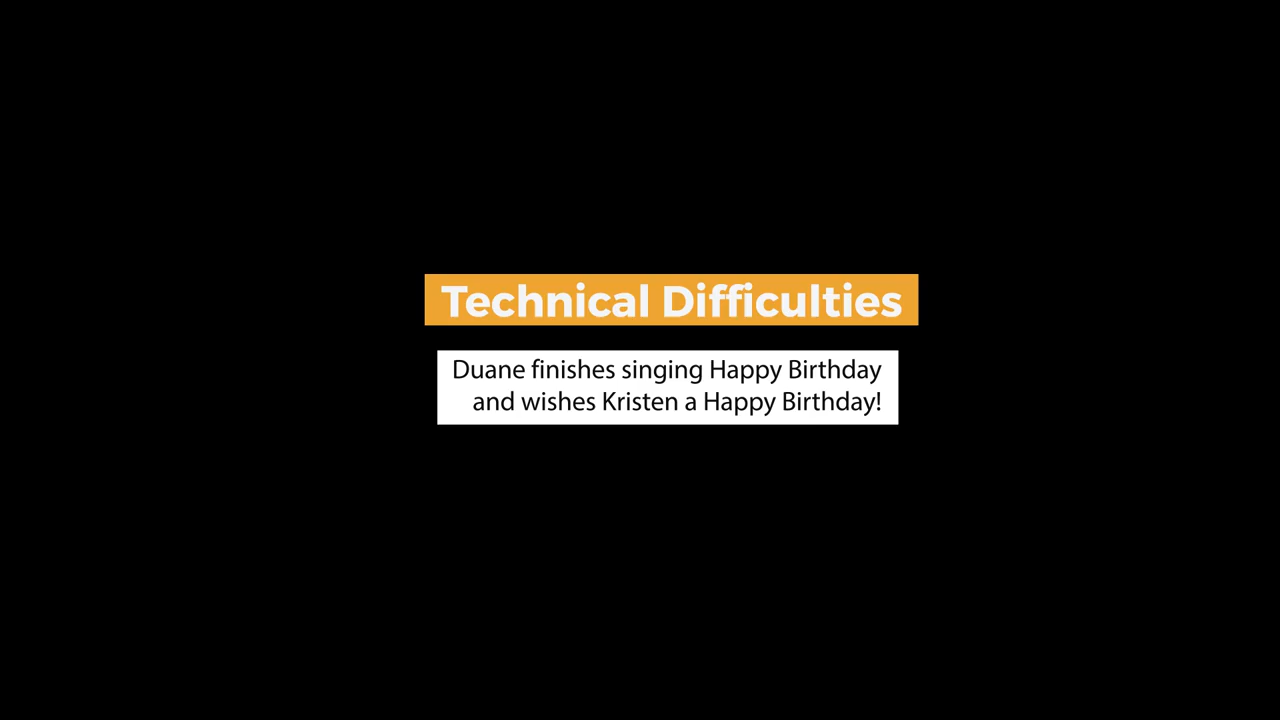 Technical Difficulties
Duane finishes singing Happy Birthday
and wishes Kristen a Happy Birthday!